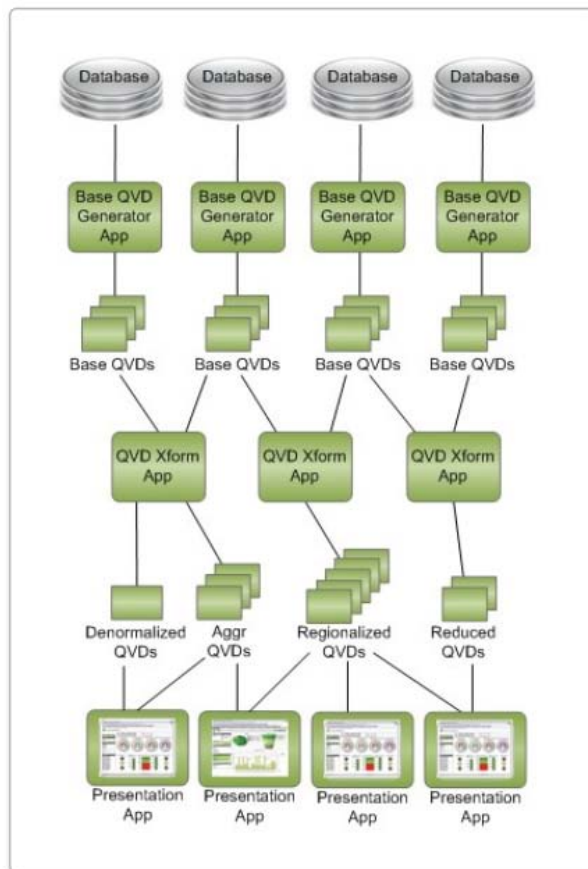 Database
Database
Database
Database
Base QVD
Generator
App
Base QVD
Generator
App
Base QVD
Generator
App
Base QVD
Generator
App
Base QVDs
Base QVDs
Base QVDs
Base QVDs
QVD Xform
App
QVD Xform
App
QVD Xform
App
Denormalized
QVDs
Aggr
QVDs
Regionalized
QVDs
Reduced
QVDs
Presentation
App
Presentation
App
Presentation
App
Presentation
App